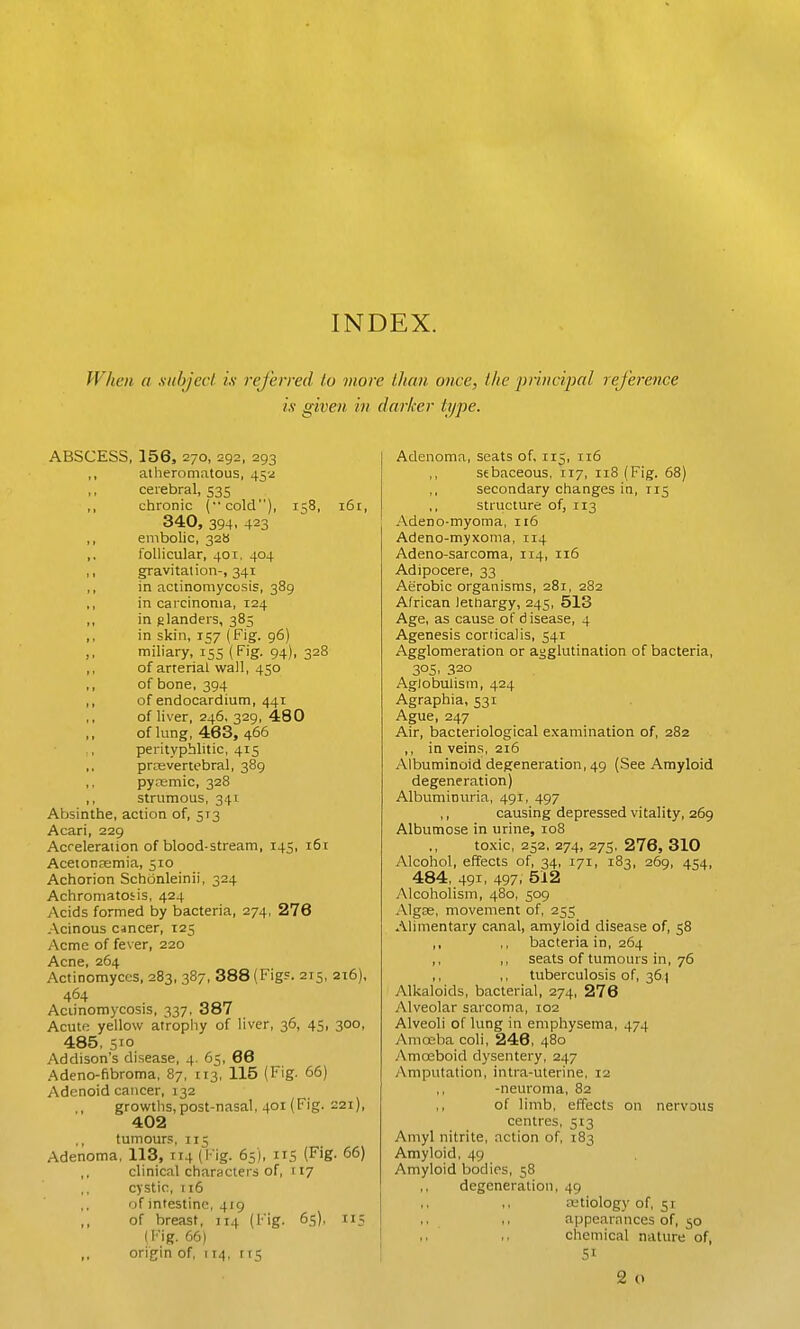 INDEX.
When a subject is referred to more than once, the principal reference
is given in darker type.
ABSCESS, 156, 270, 292, 293
,, atheromatous, 452
,, cerebral, 535
,, chronic ("cold"), 158, 161,
340, 394, 423
,, embolic, 328
,, follicular, 401, 404
,, gravitation-, 341
,, in actinomycosis, 389
,, in carcinoma, 124
,, in glanders, 385
,, in skin, 157 (Fig. 96)
,, miliary, 155 (Fig. 94), 328
,, of arterial wall, 450
,, of bone, 394
,, of endocardium, 441
,, of liver, 246, 329, 480
,, of lung, 463, 466
,, perityphlitic, 415
,, prævertebral, 389
,, pyæmic, 328
,, strumous, 341
Absinthe, action of, 513
Acari, 229
Acceleration of blood-stream, 145, 161
Acetonæmia, 510
Achorion Schönleinii, 324
Achromatosis, 424
Acids formed by bacteria, 274, 276
Acinous cancer, 125
Acme of fever, 220
Acne, 264
Actinomyces, 283, 387, 388 (Figs. 215, 216),
464
Actinomycosis, 337, 387
Acute yellow atrophy of liver, 36, 45, 300,
485, 510
Addison's disease, 4. 65, 66
Adeno-fibroma, 87, 113, 115 (Fig. 66)
Adenoid cancer, 132
,, growths, post-nasal, 401 (Fig. 221),
402
,, tumours, 115
Adenoma, 113, 114 (Fig. 65), 115 (Fig. 66)
,, clinical characters of, 117
,, cystic, 116
,, of intestine, 419
,, of breast, 114 (Fig. 65), 115
(Fig. 66)
,, origin of, 114, 115
Adenoma, seats of, 115, 116
,, sebaceous, 117, 118 (Fig. 68)
,, secondary changes in, 115
,, structure of, 113
Adeno-myoma, 116
Adeno-myxoma, 114
Adeno-sarcoma, 114, 116
Adipocere, 33
Aërobic organisms, 281, 282
African lethargy, 245, 513
Age, as cause of disease, 4
Agenesis corticalis, 541
Agglomeration or agglutination of bacteria,
305, 320
Aglobulism, 424
Agraphia, 531
Ague, 247
Air, bacteriological examination of, 282
,, in veins, 216
Albuminoid degeneration, 49 (See Amyloid
degeneration)
Albuminuria, 491, 497
,, causing depressed vitality, 269
Albumose in urine, 108
,, toxic, 252, 274, 275, 276, 310
Alcohol, effects of, 34, 171, 183, 269, 454,
484, 491, 497, 512
Alcoholism, 480, 509
Algæ, movement of, 255
Alimentary canal, amyloid disease of, 58
,, ,, bacteria in, 264
,, ,, seats of tumours in, 76
,, ,, tuberculosis of, 364
Alkaloids, bacterial, 274, 276
Alveolar sarcoma, 102
Alveoli of lung in emphysema, 474
Amœba coli, 246, 480
Amœboid dysentery, 247
Amputation, intra-uterine, 12
,, -neuroma, 82
,, of limb, effects on nervous
centres, 513
Amyl nitrite, action of, 183
Amyloid, 49
Amyloid bodies, 58
,, degeneration, 49
,, ,, ætiology of, 51
,, ,, appearances of, 50
,, ,, chemical nature of,
51
2 o